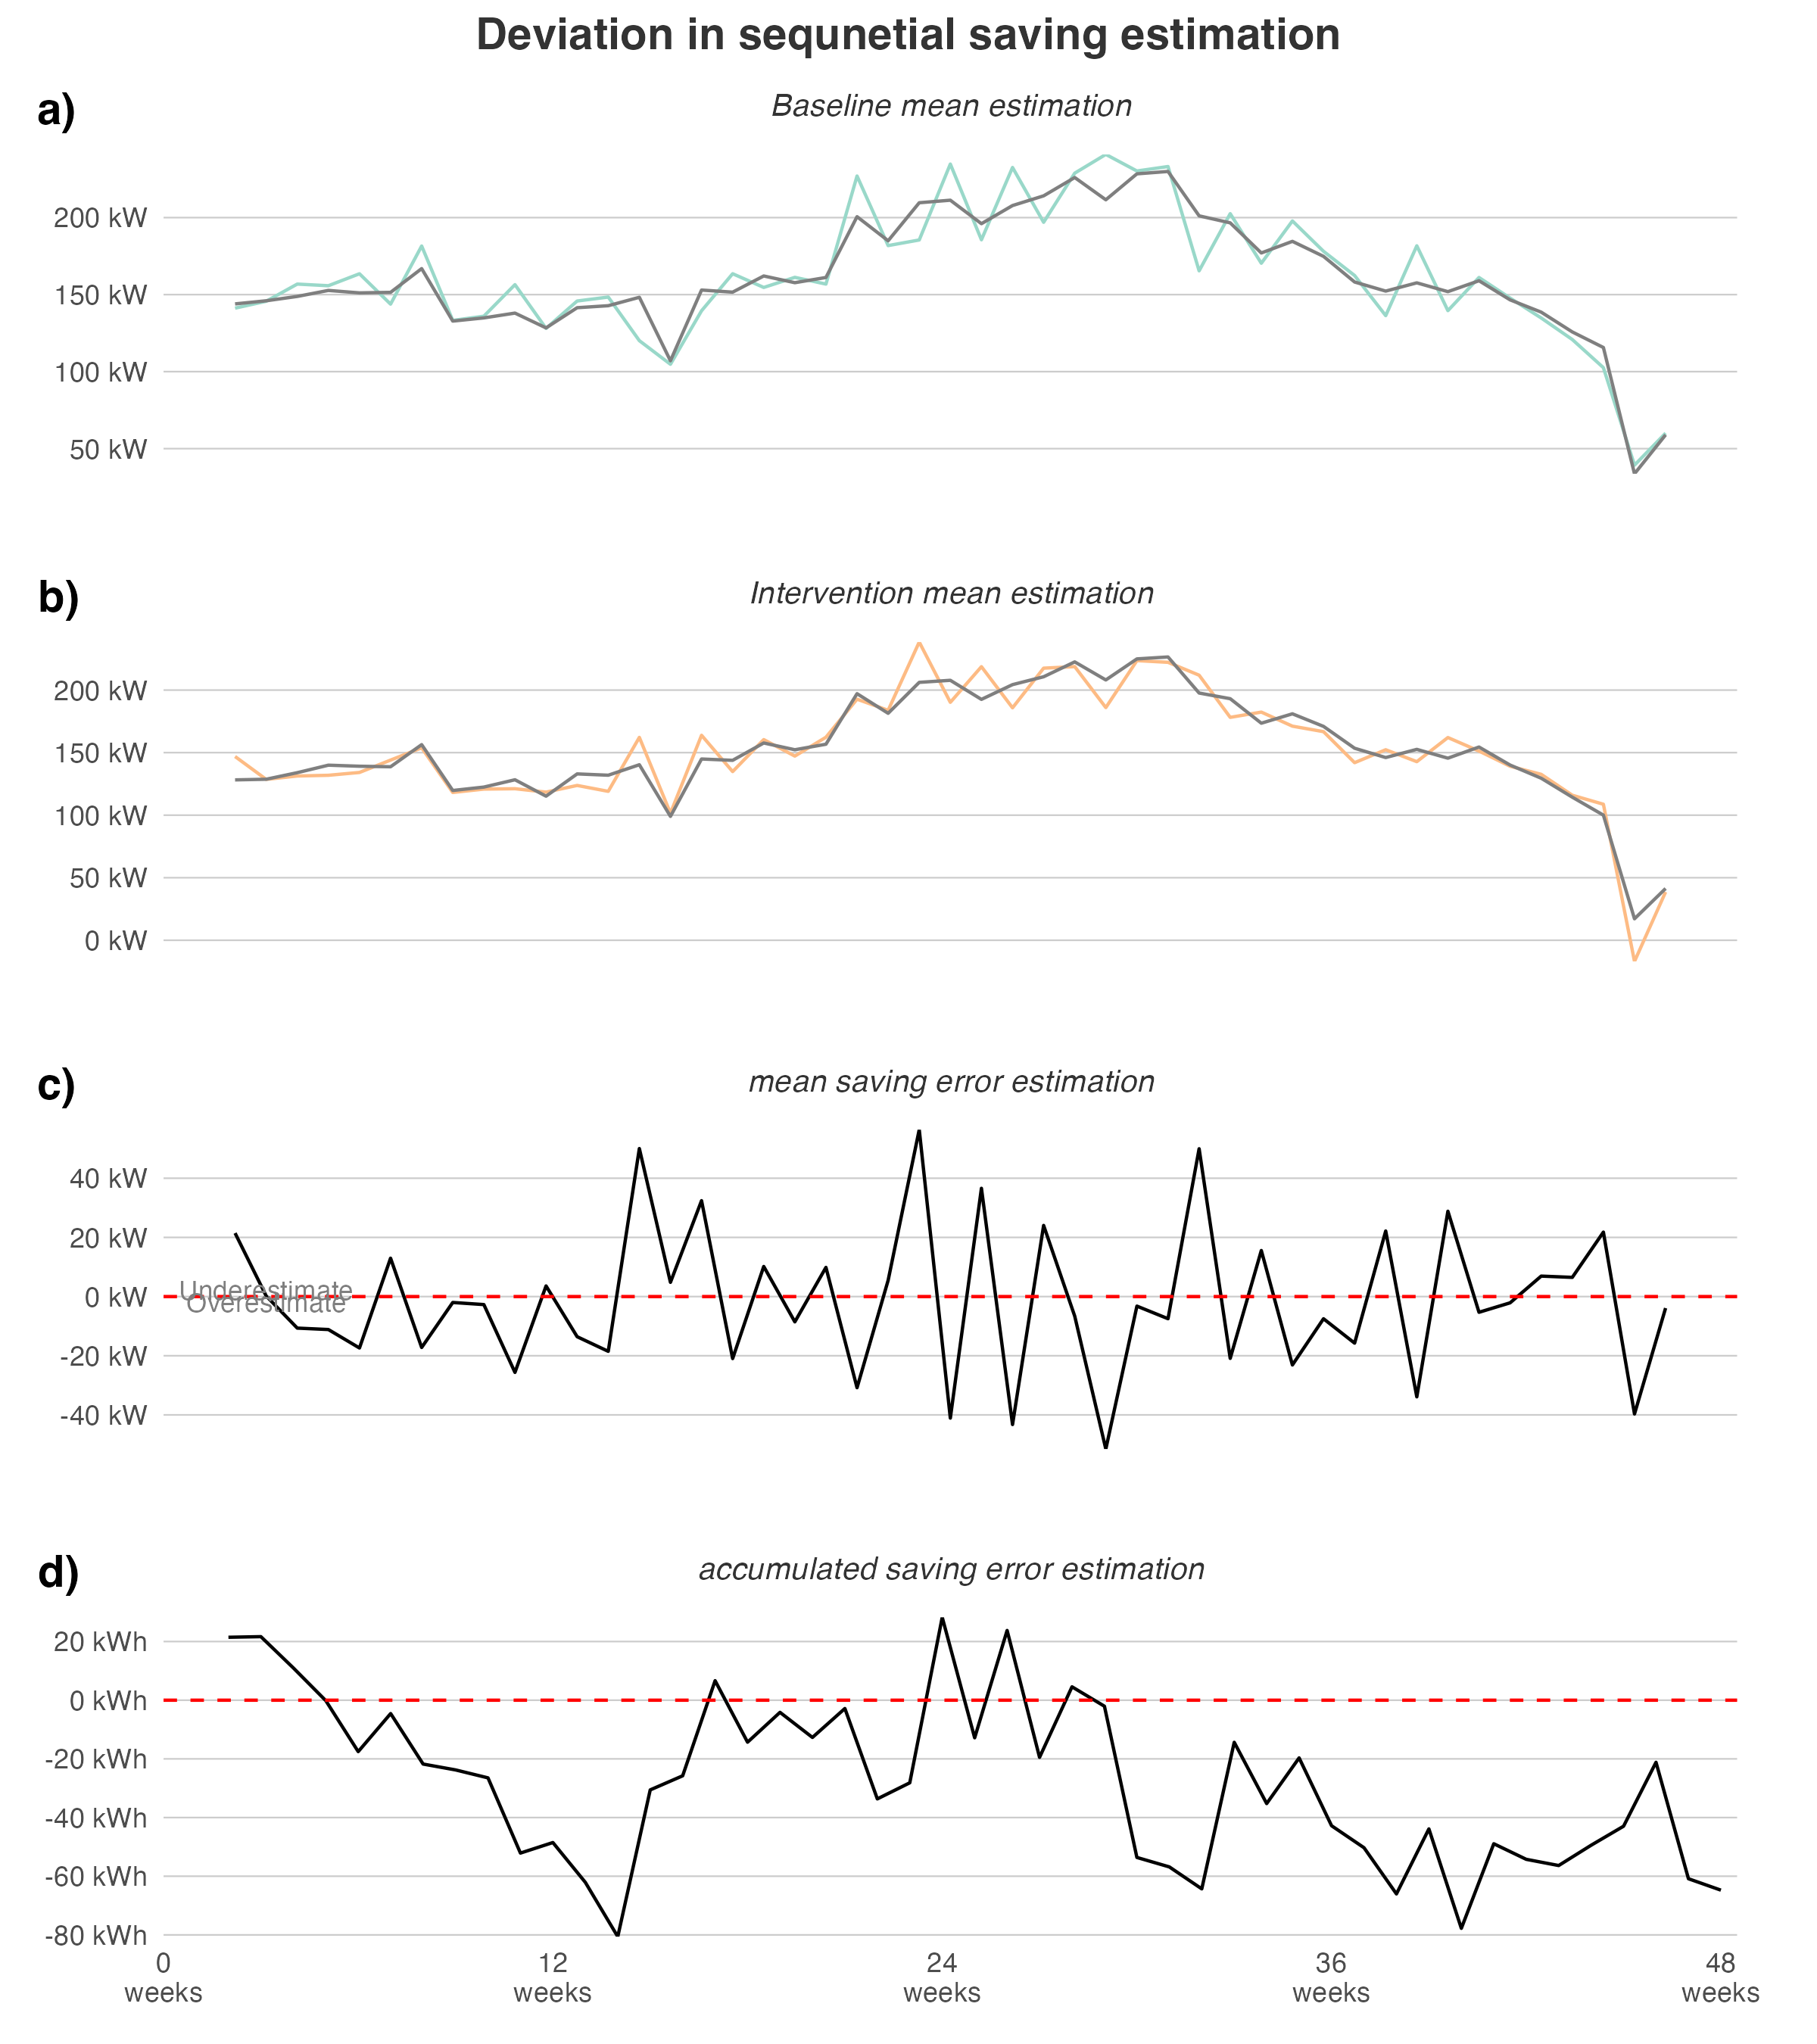 Deviation in sequnetial saving estimation
a)
Baseline mean estimation
200 kW
150 kW
100 kW
50 kW
b)
Intervention mean estimation
200 kW
150 kW
100 kW
50 kW
0 kW
c)
mean saving error estimation
40 kW
20 kW
Underestimate
0 kW
Overestimate
-20 kW
-40 kW
d)
accumulated saving error estimation
20 kWh
0 kWh
-20 kWh
-40 kWh
-60 kWh
-80 kWh
0 12 24 36 48
weeks weeks weeks weeks weeks